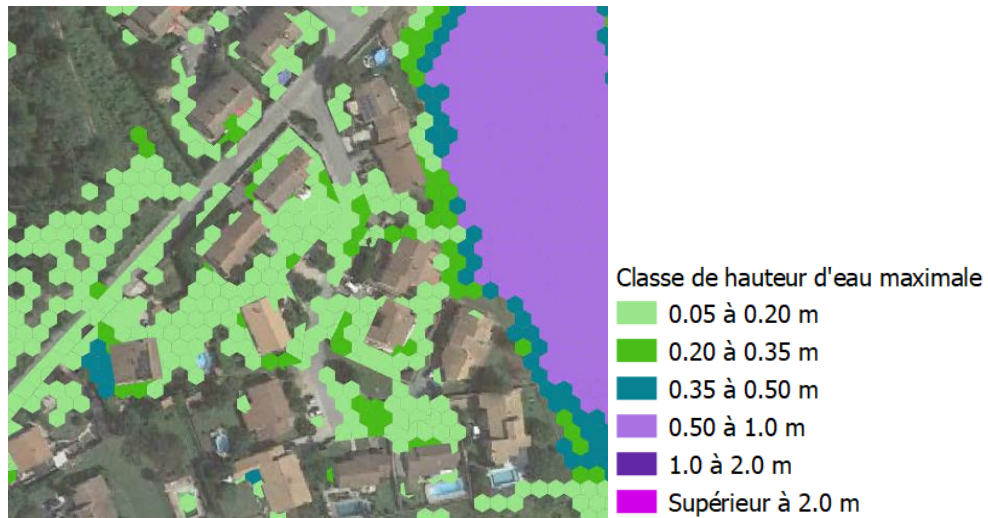 Classe de hauteur d'eau maximale
0.05 à 0.20 m
0.20 à 0.35 m
0.35 à 0.50 m
0.50 à 1.0 m
1.0 à 2.0 m
Supérieur à 2.0 m